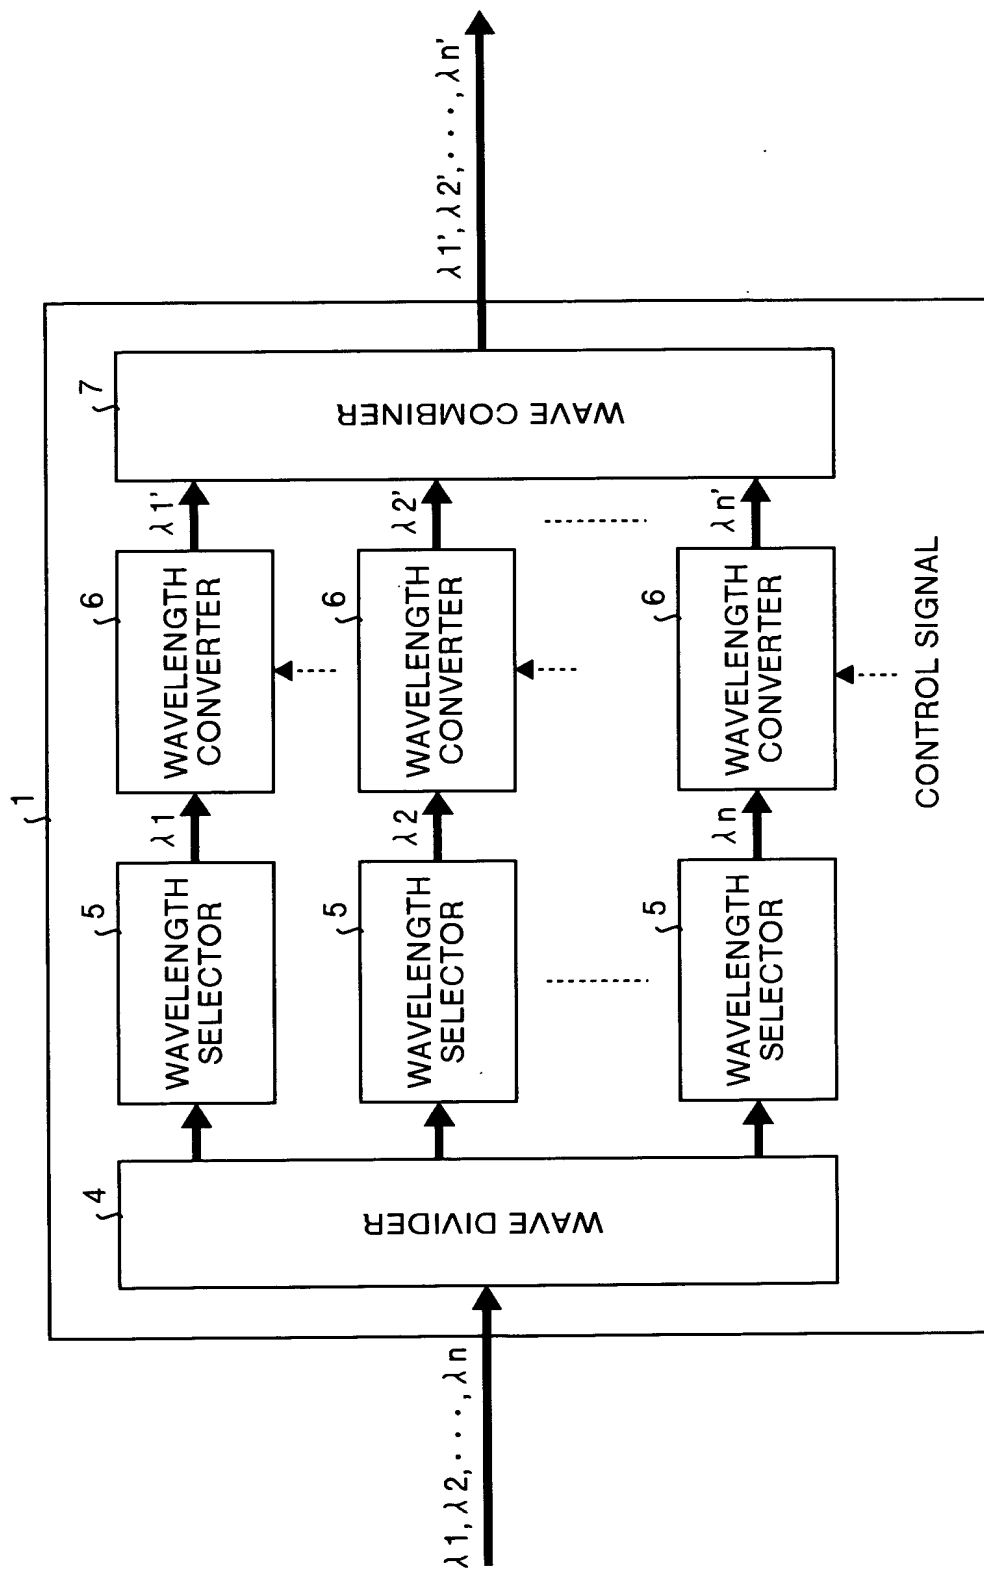 1
λ1, λ2, ···, λn
4
WAVE DIVIDER
5
WAVELENGTH
SELECTOR
λ1
6
WAVELENGTH
CONVERTER
λ1'
5
WAVELENGTH
SELECTOR
λ2
6
WAVELENGTH
CONVERTER
λ2'
5
WAVELENGTH
SELECTOR
λn
6
WAVELENGTH
CONVERTER
λn'
7
WAVE COMBINER
λ1', λ2', ···, λn'
CONTROL SIGNAL